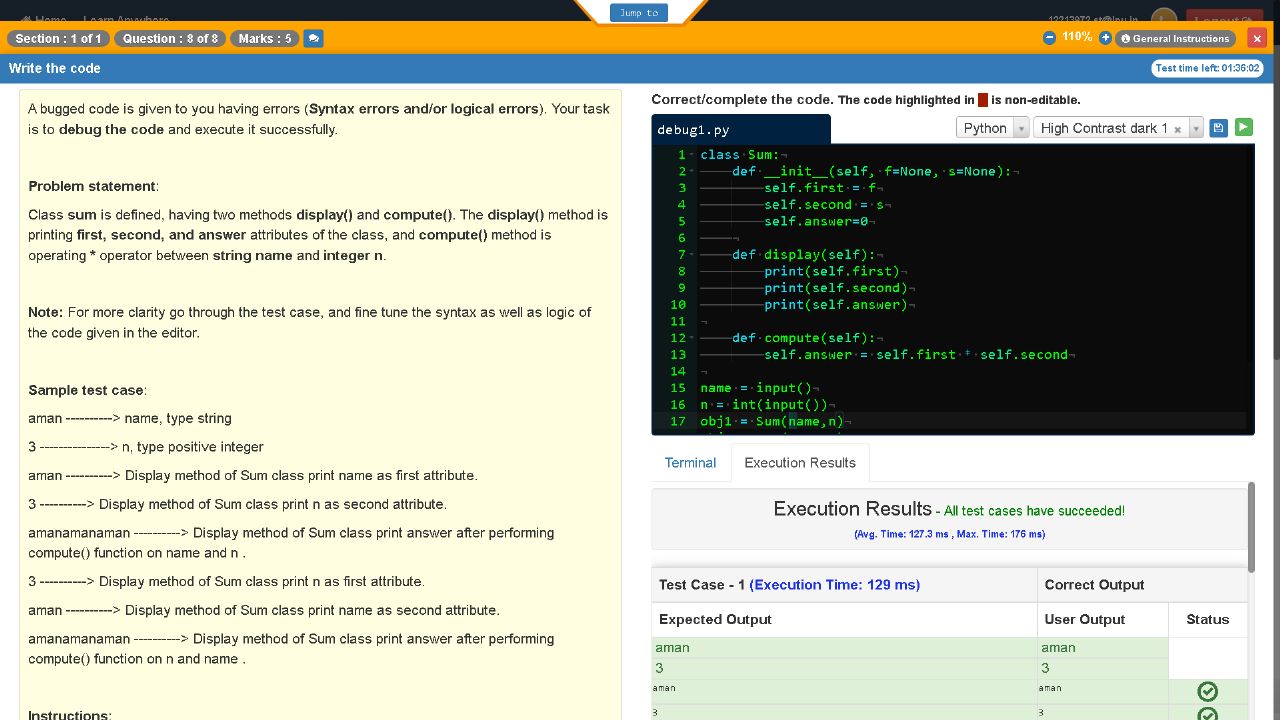 Home Learn Anywhere
Jump to
Logout
Section : 1 of 1 Question : 8 of 8 Marks : 5
110% General Instructions
Write the code
Test time left: 01:36:02
A bugged code is given to you having errors (Syntax errors and/or logical errors). Your task
is to debug the code and execute it successfully.
Problem statement:
Class sum is defined, having two methods display() and compute(). The display() method is
printing first, second, and answer attributes of the class, and compute() method is
operating * operator between string name and integer n.
Note: For more clarity go through the test case, and fine tune the syntax as well as logic of
the code given in the editor.
Sample test case:
aman ----------> name, type string
3 ---------------> n, type positive integer
aman ----------> Display method of Sum class print name as first attribute.
3 ----------> Display method of Sum class print n as second attribute.
amanamanaman ----------> Display method of Sum class print answer after performing
compute() function on name and n .
3 ----------> Display method of Sum class print n as first attribute.
aman ----------> Display method of Sum class print name as second attribute.
amanamanaman ----------> Display method of Sum class print answer after performing
compute() function on n and name .
Instructions:
Correct/complete the code. The code highlighted in is non-editable.
debug1.py
Python High Contrast dark 1 ×
1 class Sum:
2 def __init__(self, f=None, s=None):
3 self.first = f
4 self.second = s
5 self.answer=0
6
7 def display(self):
8 print(self.first)
9 print(self.second)
10 print(self.answer)
11
12 def compute(self):
13 self.answer = self.first * self.second
14
15 name = input()
16 n = int(input())
17 obj1 = Sum(name,n)
Terminal Execution Results
Execution Results - All test cases have succeeded!
(Avg. Time: 127.3 ms , Max. Time: 176 ms)
Test Case - 1 (Execution Time: 129 ms) Correct Output
Expected Output User Output Status
aman aman
3 3
aman aman
3 3